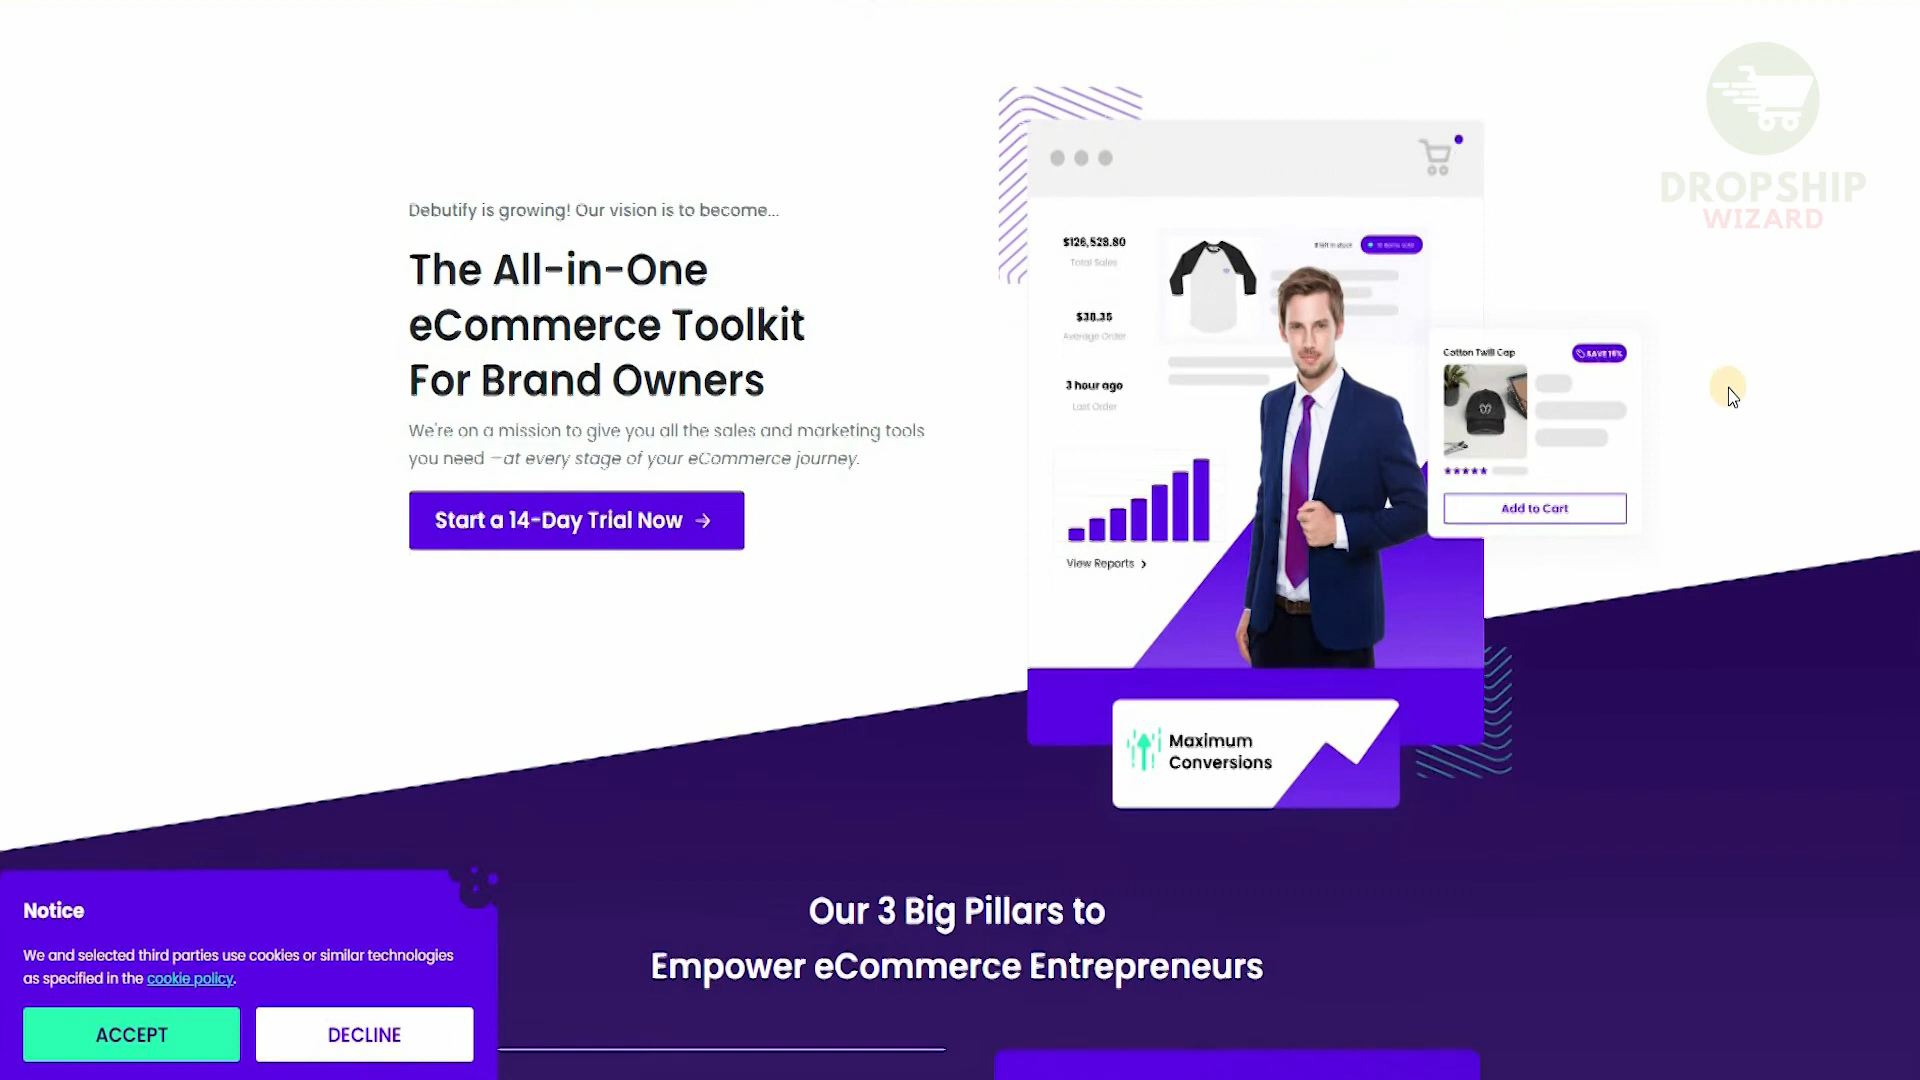 DROPSHIP
WIZARD
Debutify is growing! Our vision is to become...
The All-in-One
eCommerce Toolkit
For Brand Owners
We're on a mission to give you all the sales and marketing tools
you need —at every stage of your eCommerce journey.
Start a 14-Day Trial Now
$126,528.80
Total Sales
$38.35
Average Order
3 hour ago
Last Order
View Reports
left in stock
Cotton Twill Cap
SAVE
Add to Cart
Maximum
Conversions
Our 3 Big Pillars to
Empower eCommerce Entrepreneurs
Notice
We and selected third parties use cookies or similar technologies
as specified in the cookie policy.
ACCEPT
DECLINE